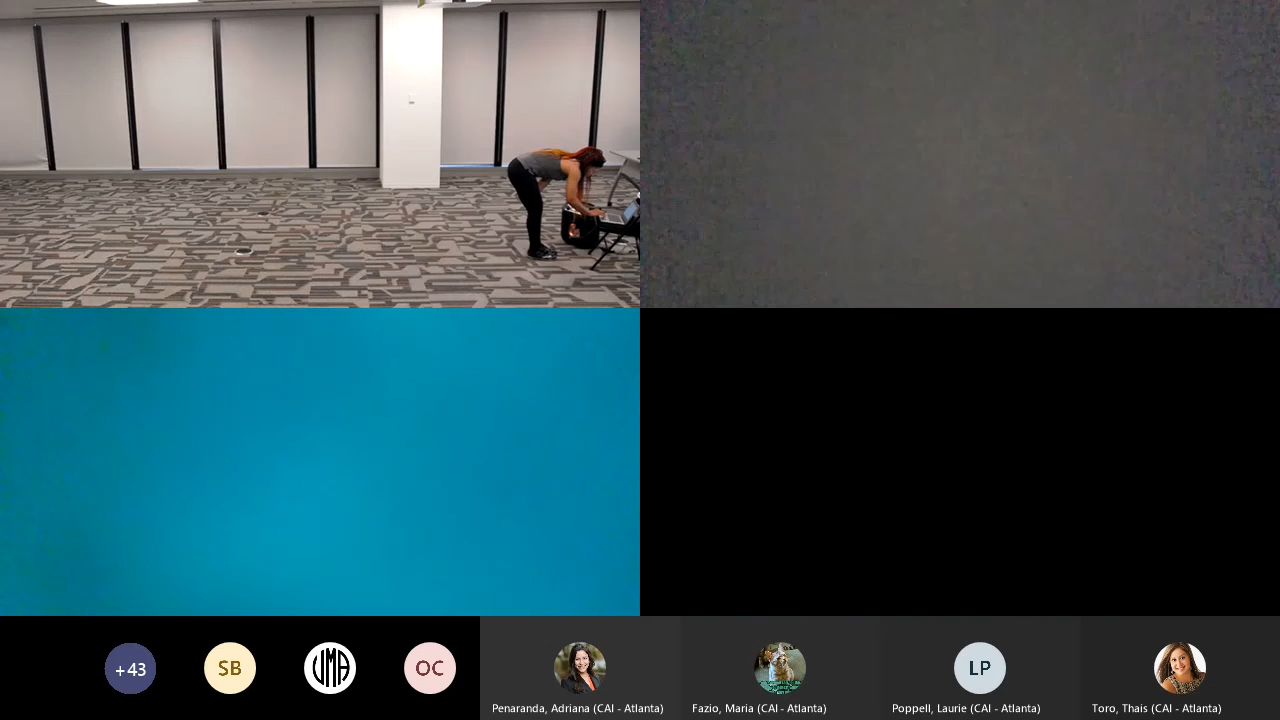 +43
SB
UMA
OC
LP
Penaranda, Adriana (CAI - Atlanta)
Fazio, Maria (CAI - Atlanta)
Poppell, Laurie (CAI - Atlanta)
Toro, Thais (CAI - Atlanta)